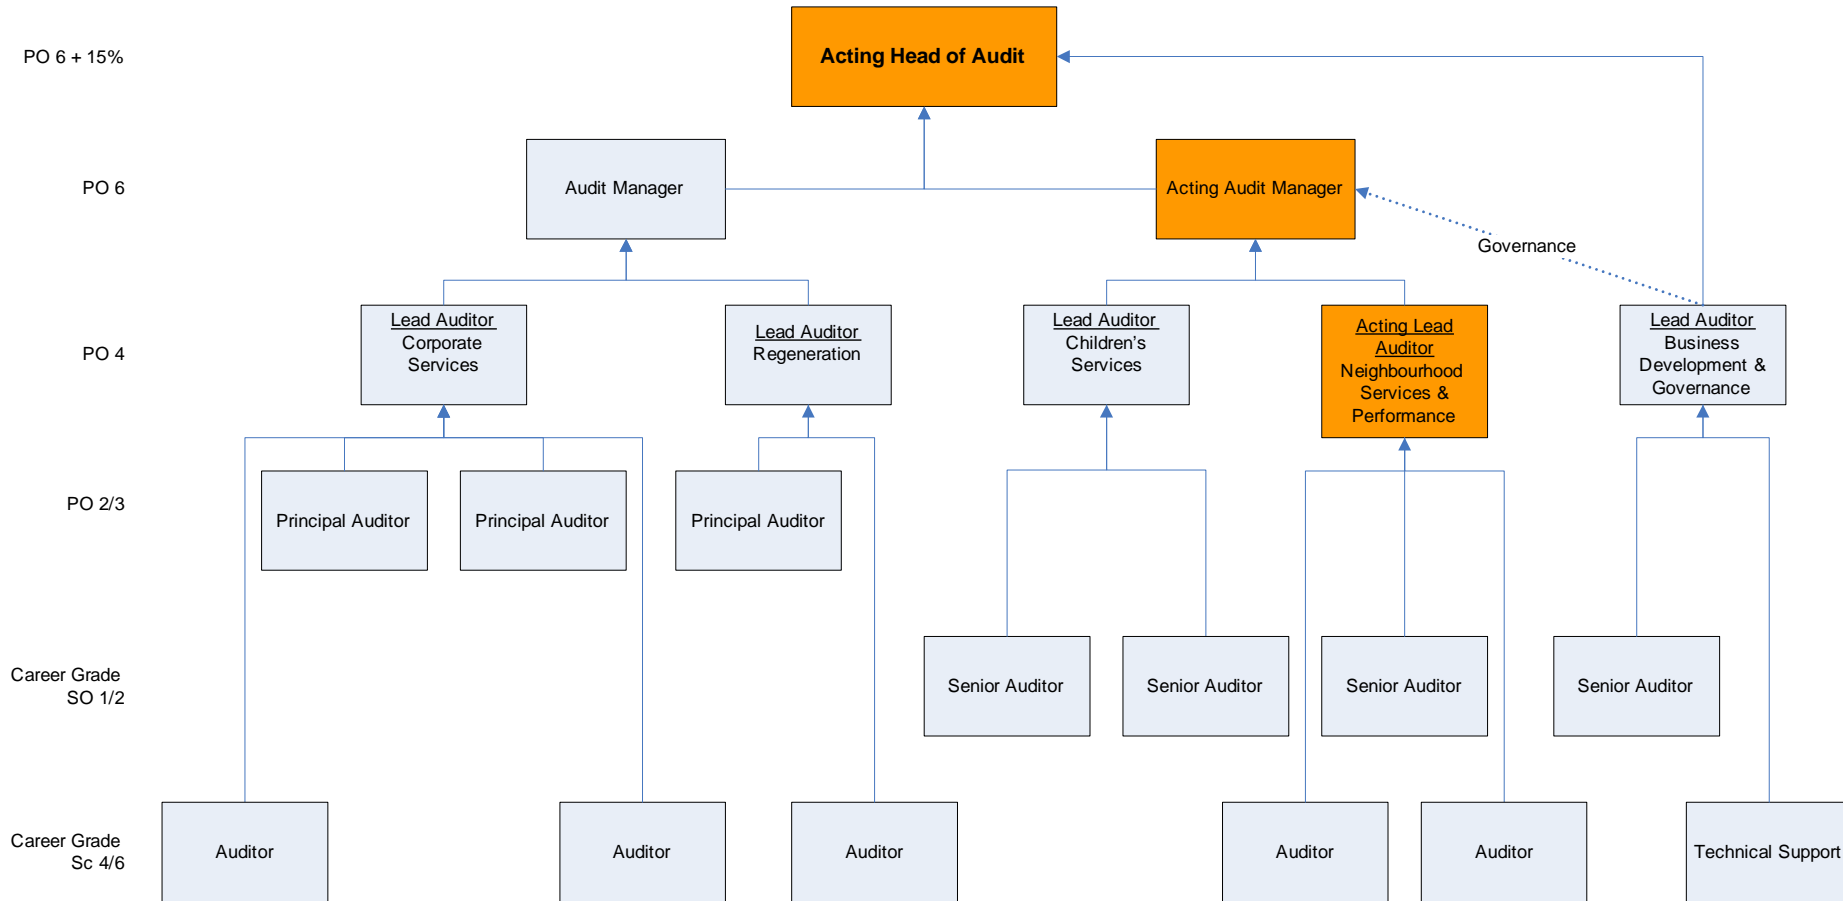 PO 6 + 15%
Acting Head of Audit
PO 6
Audit Manager
Acting Audit Manager
Governance
PO 4
Lead Auditor
Corporate
Services
Lead Auditor
Regeneration
Lead Auditor
Children’s
Services
Acting Lead
Auditor
Neighbourhood
Services &
Performance
Lead Auditor
Business
Development &
Governance
PO 2/3
Principal Auditor
Principal Auditor
Principal Auditor
Career Grade
SO 1/2
Senior Auditor
Senior Auditor
Senior Auditor
Senior Auditor
Career Grade
Sc 4/6
Auditor
Auditor
Auditor
Auditor
Auditor
Technical Support